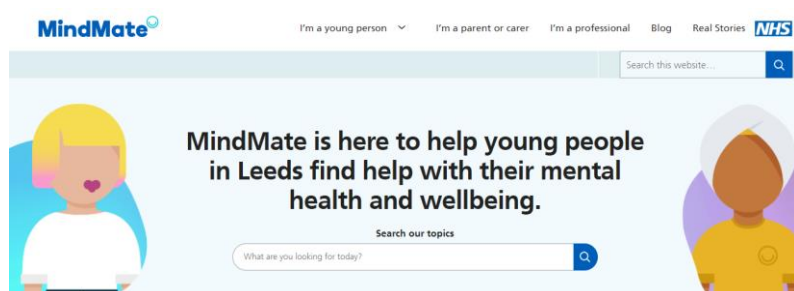 MindMate
I'm a young person
I'm a parent or carer
I'm a professional
Blog
Real Stories
NHS
Search this website...
MindMate is here to help young people
in Leeds find help with their mental
health and wellbeing.
Search our topics
What are you looking for today?